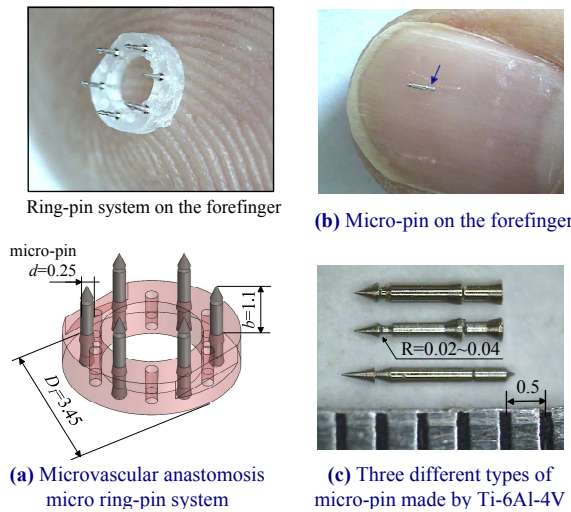 Ring-pin system on the forefinger
(b) Micro-pin on the forefinger
micro-pin
d=0.25
b=1.1
D_r=3.45
R=0.02~0.04
0.5
(a) Microvascular anastomosis
micro ring-pin system
(c) Three different types of
micro-pin made by Ti-6Al-4V